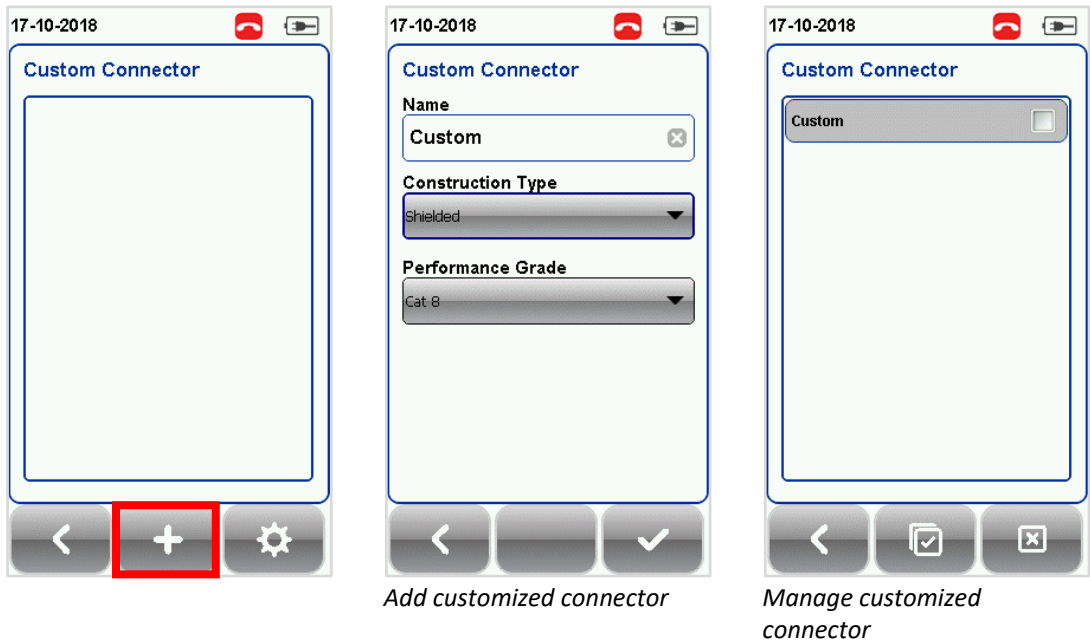 17-10-2018
Custom Connector
17-10-2018
Custom Connector
Name
Custom
Construction Type
Shielded
Performance Grade
Cat 8
Add customized connector
17-10-2018
Custom Connector
Custom
Manage customized
connector